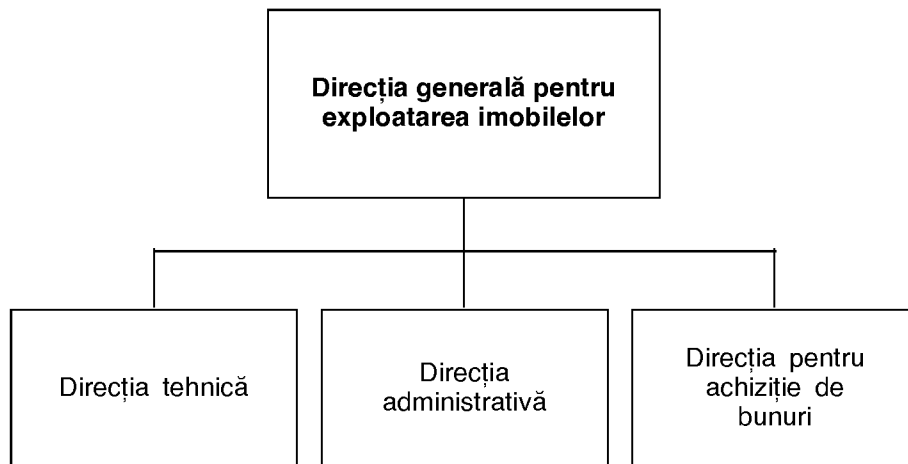 Direcția generală pentru
exploatarea imobilelor
Direcția tehnică
Direcția
administrativă
Direcția pentru
achiziție de
bunuri